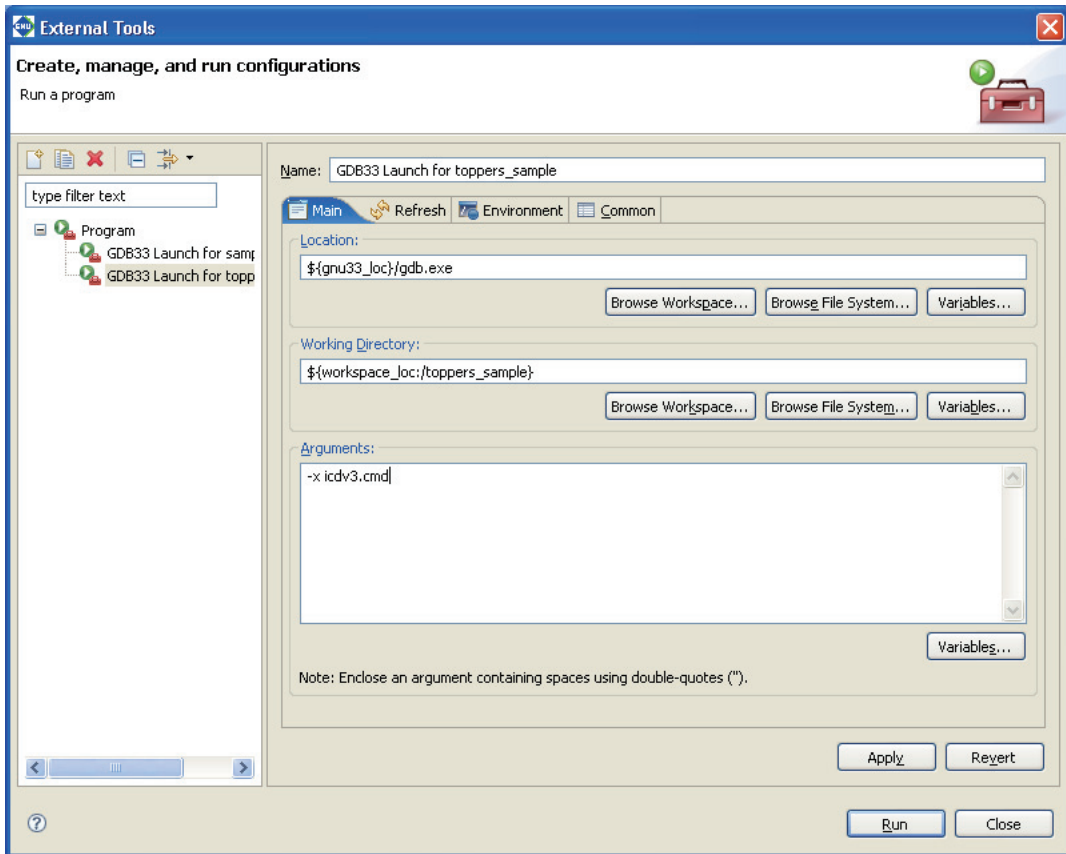 GNU External Tools
Create, manage, and run configurations
Run a program
type filter text
Program
GDB33 Launch for samp
GDB33 Launch for topp
Name: GDB33 Launch for toppers_sample
Main Refresh Environment Common
Location:
${gnu33_loc}/gdb.exe
Browse Workspace... Browse File System... Variables...
Working Directory:
${workspace_loc:/toppers_sample}
Browse Workspace... Browse File System... Variables...
Arguments:
-x icdv3.cmd
Variables...
Note: Enclose an argument containing spaces using double-quotes (").
Apply Revert
? Run Close